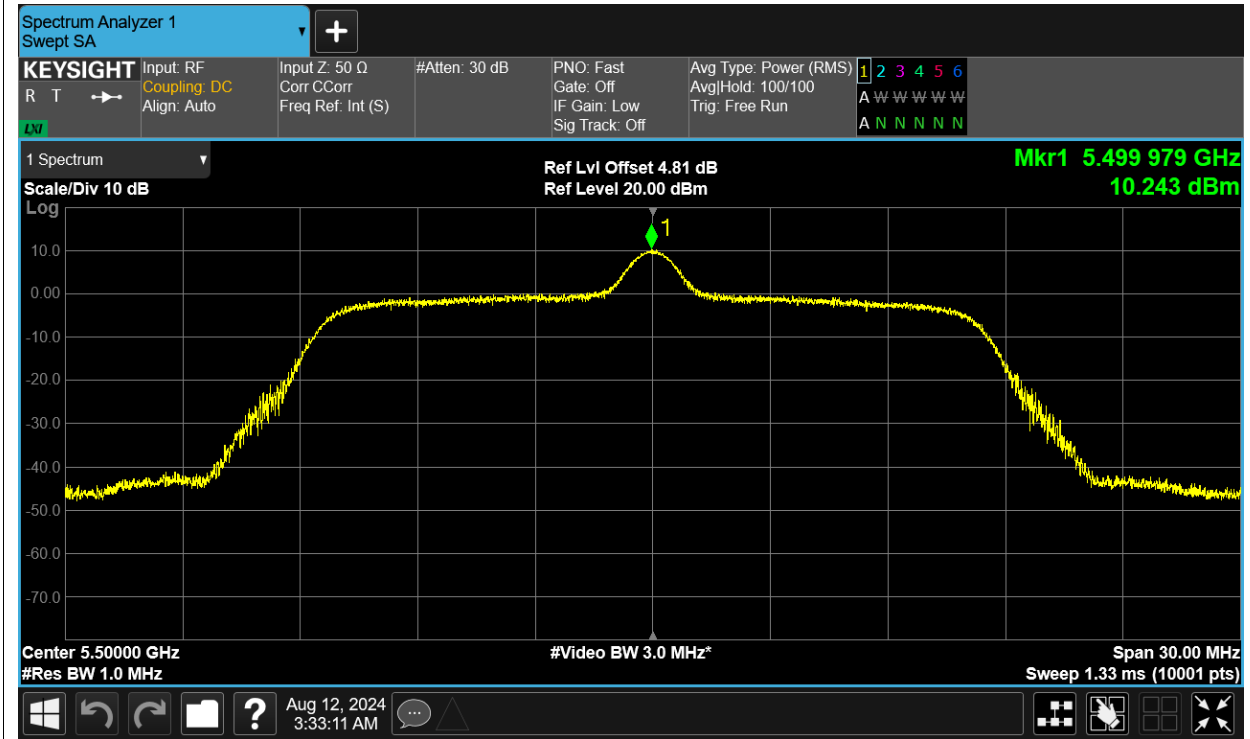 Spectrum Analyzer 1
Swept SA
KEYSIGHT
R T
LXI
Input: RF
Coupling: DC
Align: Auto
Input Z: 50 Ω
Corr CCorr
Freq Ref: Int (S)
#Atten: 30 dB
PNO: Fast
Gate: Off
IF Gain: Low
Sig Track: Off
Avg Type: Power (RMS)
Avg|Hold: 100/100
Trig: Free Run
1 2 3 4 5 6
A W W W W W
A N N N N N
1 Spectrum
Scale/Div 10 dB
Ref Lvl Offset 4.81 dB
Ref Level 20.00 dBm
Mkr1 5.499 979 GHz
10.243 dBm
Log
1
10.0
0.00
-10.0
-20.0
-30.0
-40.0
-50.0
-60.0
-70.0
Center 5.50000 GHz
#Video BW 3.0 MHz*
Span 30.00 MHz
#Res BW 1.0 MHz
Sweep 1.33 ms (10001 pts)
?
Aug 12, 2024
3:33:11 AM